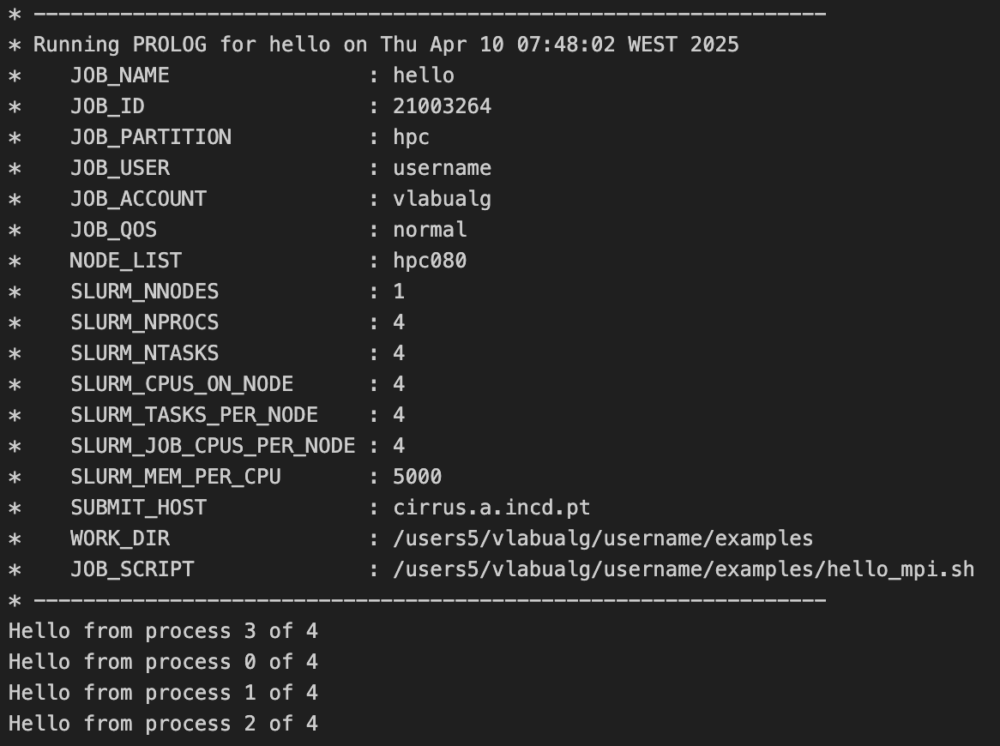 * ----------------------------------------------------------------
* Running PROLOG for hello on Thu Apr 10 07:48:02 WEST 2025
*    JOB_NAME                : hello
*    JOB_ID                  : 21003264
*    JOB_PARTITION           : hpc
*    JOB_USER                : username
*    JOB_ACCOUNT             : vlabualg
*    JOB_QOS                 : normal
*    NODE_LIST               : hpc080
*    SLURM_NNODES            : 1
*    SLURM_NPROCS            : 4
*    SLURM_NTASKS            : 4
*    SLURM_CPUS_ON_NODE      : 4
*    SLURM_TASKS_PER_NODE    : 4
*    SLURM_JOB_CPUS_PER_NODE : 4
*    SLURM_MEM_PER_CPU       : 5000
*    SUBMIT_HOST             : cirrus.a.incd.pt
*    WORK_DIR                : /users5/vlabualg/username/examples
*    JOB_SCRIPT              : /users5/vlabualg/username/examples/hello_mpi.sh
* ----------------------------------------------------------------
Hello from process 3 of 4
Hello from process 0 of 4
Hello from process 1 of 4
Hello from process 2 of 4